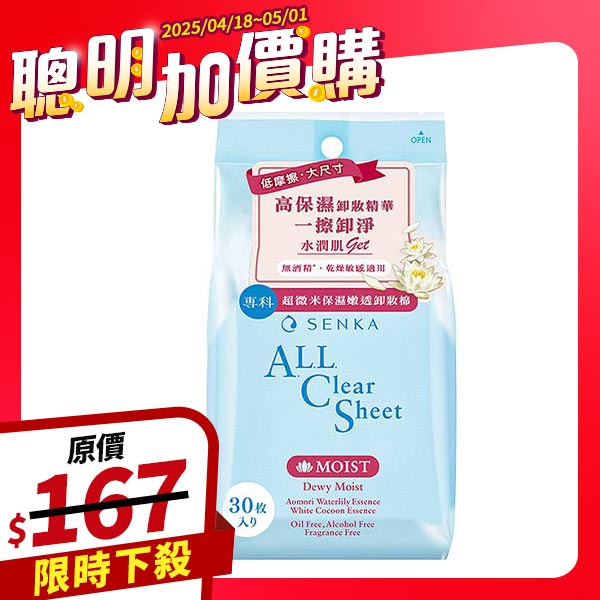 2025/04/18~05/01
聰明加價購
OPEN
低摩擦・大尺寸
高保濕卸妝精華
一擦卸淨
水潤肌Get
無酒精*、乾燥敏感適用
專科 超微米保濕嫩透卸妝棉
SENKA
ALL
Clear
Sheet
MOIST
Dewy Moist
Aomori Waterlily Essence
White Cocoon Essence
Oil Free, Alcohol Free
Fragrance Free
30枚
入り
原價
$167
限時下殺